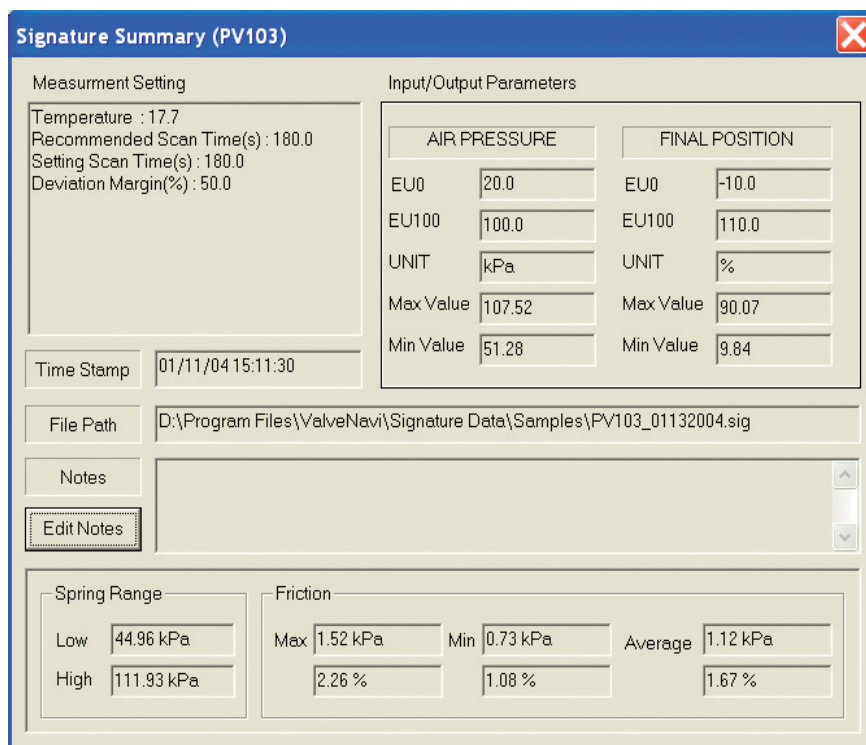 Signature Summary (PV103)
Measurment Setting
Temperature : 17.7
Recommended Scan Time(s) : 180.0
Setting Scan Time(s) : 180.0
Deviation Margin(%) : 50.0
Input/Output Parameters
AIR PRESSURE
EU0 20.0
EU100 100.0
UNIT kPa
Max Value 107.52
Min Value 51.28
FINAL POSITION
EU0 -10.0
EU100 110.0
UNIT %
Max Value 90.07
Min Value 9.84
Time Stamp 01/11/04 15:11:30
File Path D:\Program Files\ValveNavi\Signature Data\Samples\PV103_01132004.sig
Notes
Edit Notes
Spring Range
Low 44.96 kPa
High 111.93 kPa
Friction
Max 1.52 kPa Min 0.73 kPa Average 1.12 kPa
2.26 % 1.08 % 1.67 %